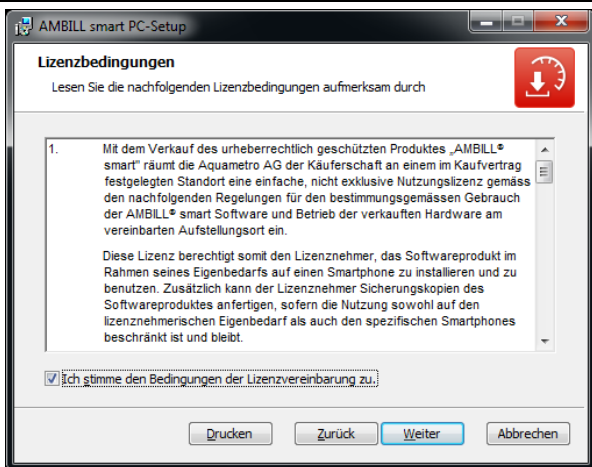 AMBILL smart PC-Setup
Lizenzbedingungen
Lesen Sie die nachfolgenden Lizenzbedingungen aufmerksam durch
1. Mit dem Verkauf des urheberrechtlich geschützten Produktes „AMBILL®
smart" räumt die Aquametro AG der Käuferschaft an einem im Kaufvertrag
festgelegten Standort eine einfache, nicht exklusive Nutzungslizenz gemäss
den nachfolgenden Regelungen für den bestimmungsgemässen Gebrauch
der AMBILL® smart Software und Betrieb der verkauften Hardware am
vereinbarten Aufstellungsort ein.
Diese Lizenz berechtigt somit den Lizenznehmer, das Softwareprodukt im
Rahmen seines Eigenbedarfs auf einen Smartphone zu installieren und zu
benutzen. Zusätzlich kann der Lizenznehmer Sicherungskopien des
Softwareproduktes anfertigen, sofern die Nutzung sowohl auf den
lizenznehmerischen Eigenbedarf als auch den spezifischen Smartphones
beschränkt ist und bleibt.
Ich stimme den Bedingungen der Lizenzvereinbarung zu.
Drucken Zurück Weiter Abbrechen